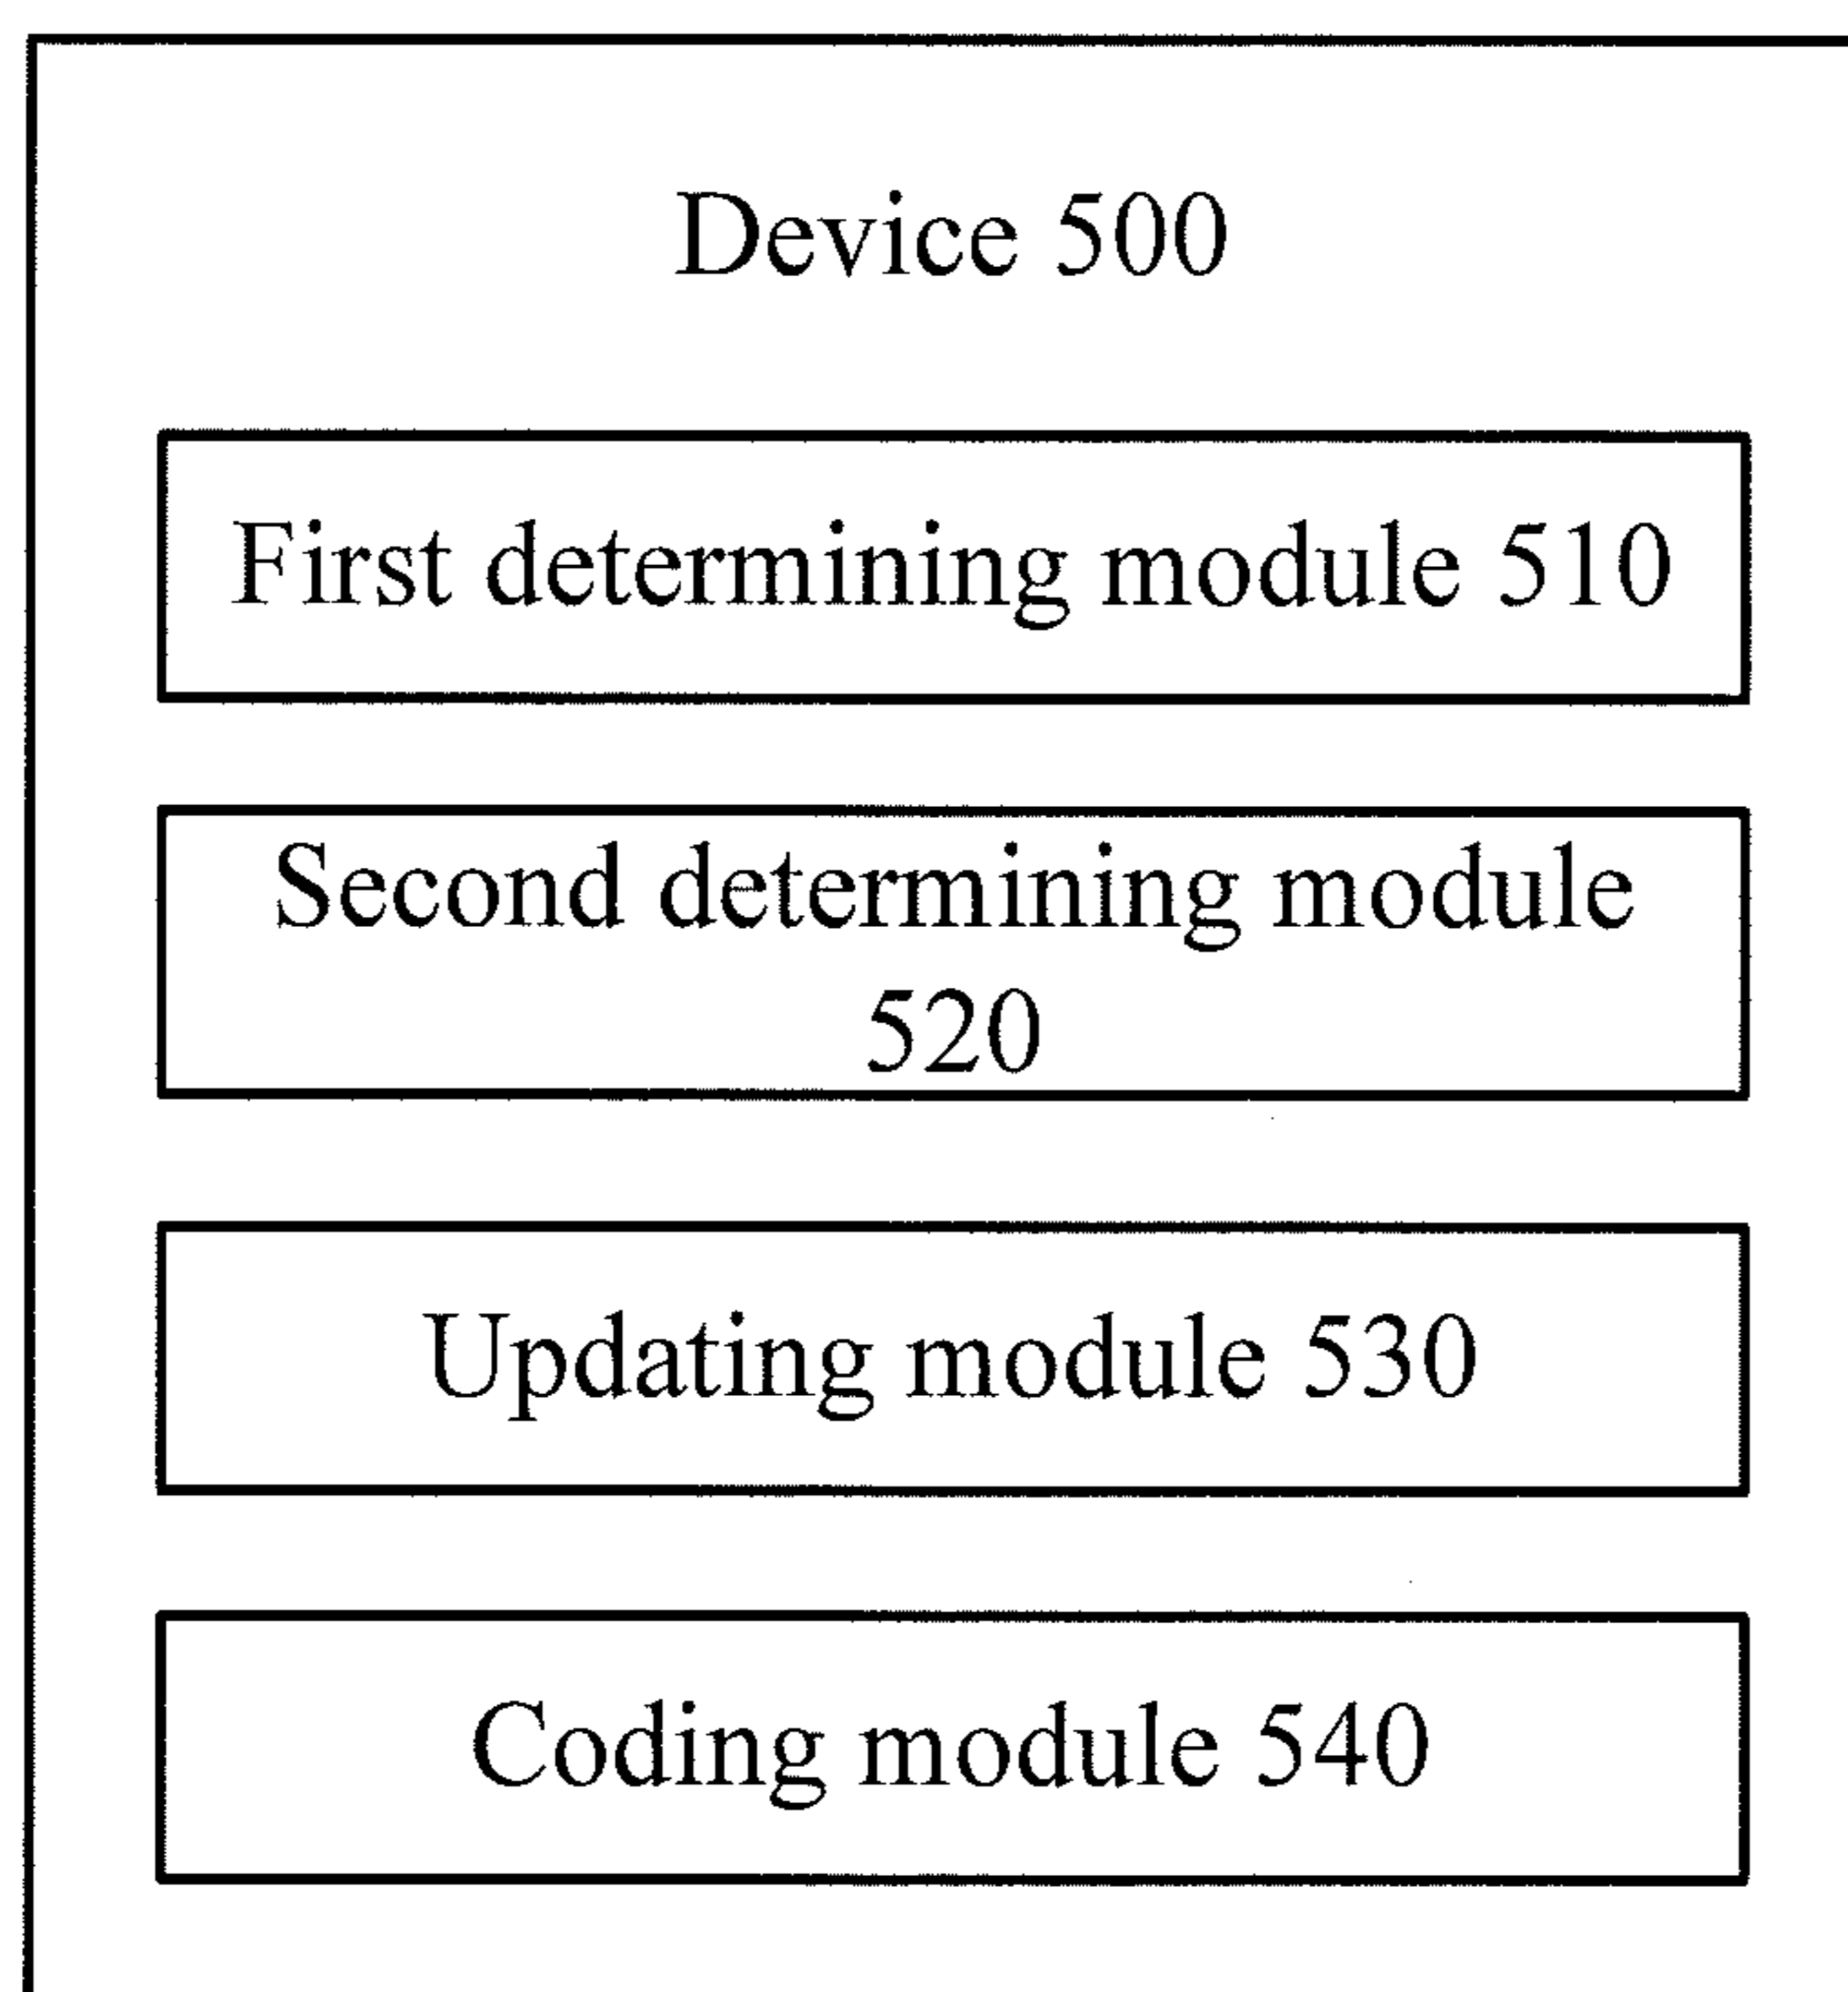 Device 500
First determining module 510
Second determining module
520
Updating module 530
Coding module 540